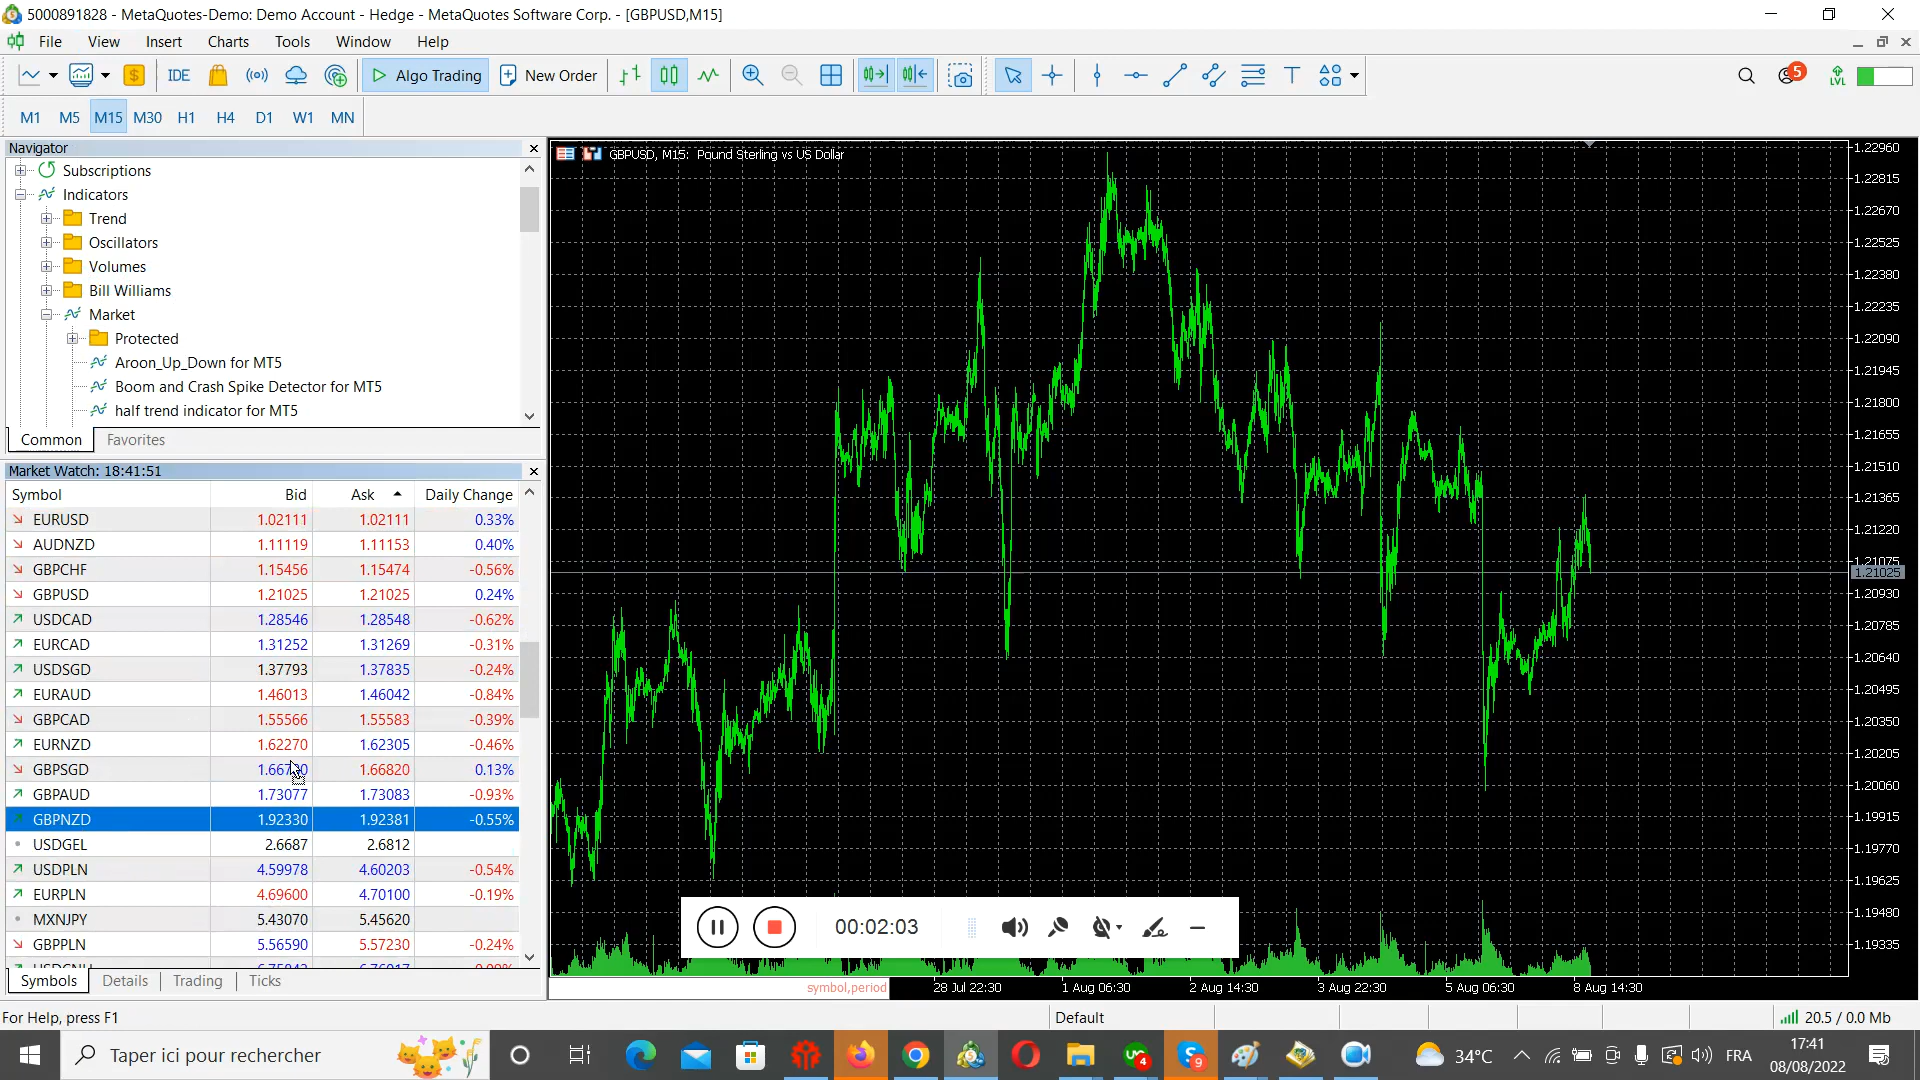 5000891828 - MetaQuotes-Demo: Demo Account - Hedge - MetaQuotes Software Corp. - [GBPUSD,M15]
File View Insert Charts Tools Window Help
IDE Algo Trading New Order 5 LVL
M1 M5 M15 M30 H1 H4 D1 W1 MN
Navigator
Subscriptions
Indicators
Trend
Oscillators
Volumes
Bill Williams
Market
Protected
Aroon_Up_Down for MT5
Boom and Crash Spike Detector for MT5
half trend indicator for MT5
Common Favorites
Market Watch: 18:41:51
Symbol Bid Ask Daily Change
EURUSD 1.02111 1.02111 0.33%
AUDNZD 1.11119 1.11153 0.40%
GBPCHF 1.15456 1.15474 -0.56%
GBPUSD 1.21025 1.21025 0.24%
USDCAD 1.28546 1.28548 -0.62%
EURCAD 1.31252 1.31269 -0.31%
USDSGD 1.37793 1.37835 -0.24%
EURAUD 1.46013 1.46042 -0.84%
GBPCAD 1.55566 1.55583 -0.39%
EURNZD 1.62270 1.62305 -0.46%
GBPSGD 1.66820 0.13%
GBPAUD 1.73077 1.73083 -0.93%
GBPNZD 1.92330 1.92381 -0.55%
USDGEL 2.6687 2.6812
USDPLN 4.59978 4.60203 -0.54%
EURPLN 4.69600 4.70100 -0.19%
MXNJPY 5.43070 5.45620
GBPPLN 5.56590 5.57230 -0.24%
Symbols Details Trading Ticks
GBPUSD, M15: Pound Sterling vs US Dollar
1.22960
1.22815
1.22670
1.22525
1.22380
1.22235
1.22090
1.21945
1.21800
1.21655
1.21510
1.21365
1.21220
1.21075
1.21025
1.20930
1.20785
1.20640
1.20495
1.20350
1.20205
1.20060
1.19915
1.19770
1.19625
1.19480
1.19335
00:02:03
symbol,period 28 Jul 22:30 1 Aug 06:30 2 Aug 14:30 3 Aug 22:30 5 Aug 06:30 8 Aug 14:30
For Help, press F1 Default 20.5 / 0.0 Mb
Taper ici pour rechercher 4 9 34°C FRA 17:41
08/08/2022